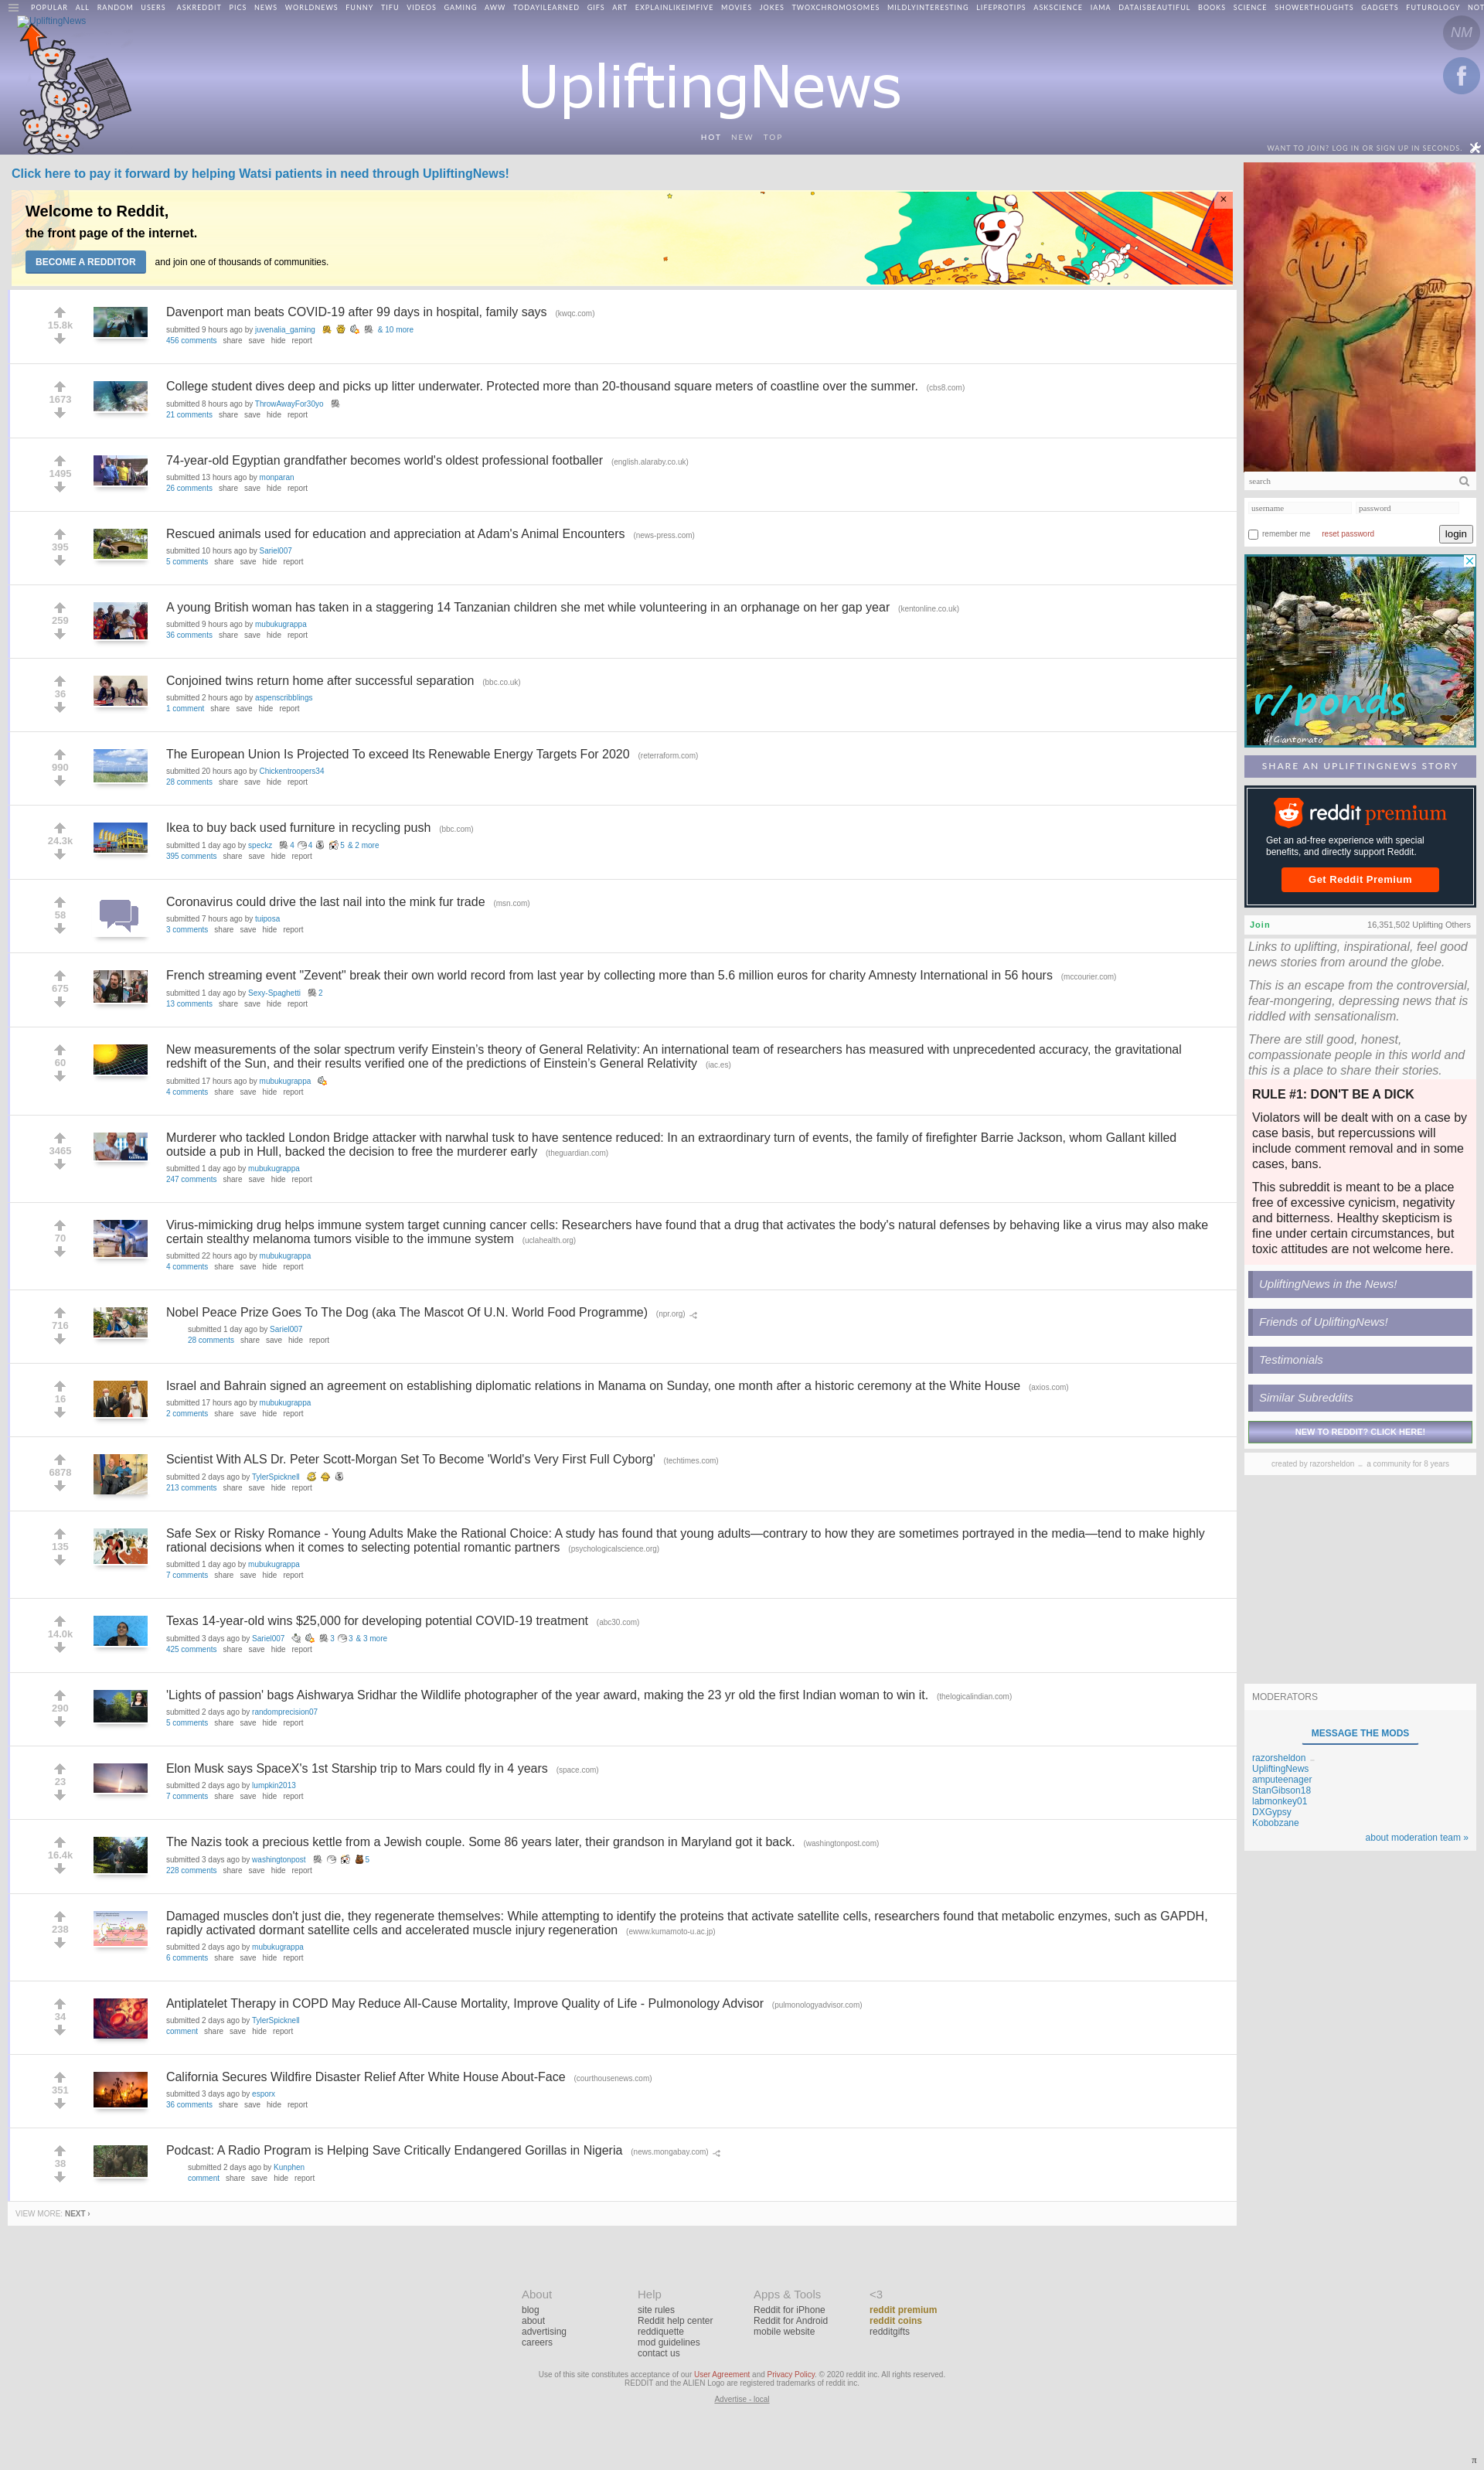 POPULAR ALL RANDOM USERS ASKREDDIT PICS NEWS WORLDNEWS FUNNY TIFU VIDEOS GAMING AWW TODAYILEARNED GIFS ART EXPLAINLIKEIMFIVE MOVIES JOKES TWOXCHROMOSOMES MILDLYINTERESTING LIFEPROTIPS ASKSCIENCE IAMA DATAISBEAUTIFUL BOOKS SCIENCE SHOWERTHOUGHTS GADGETS FUTUROLOGY NOT
UpliftingNews
NM
f
UpliftingNews
HOT NEW TOP
WANT TO JOIN? LOG IN OR SIGN UP IN SECONDS.
Click here to pay it forward by helping Watsi patients in need through UpliftingNews!
Welcome to Reddit,
the front page of the internet.
BECOME A REDDITOR and join one of thousands of communities.
×
15.8k
Davenport man beats COVID-19 after 99 days in hospital, family says (kwqc.com)
submitted 9 hours ago by juvenalia_gaming & 10 more
456 comments share save hide report
1673
College student dives deep and picks up litter underwater. Protected more than 20-thousand square meters of coastline over the summer. (cbs8.com)
submitted 8 hours ago by ThrowAwayFor30yo
21 comments share save hide report
1495
74-year-old Egyptian grandfather becomes world's oldest professional footballer (english.alaraby.co.uk)
submitted 13 hours ago by monparan
26 comments share save hide report
395
Rescued animals used for education and appreciation at Adam's Animal Encounters (news-press.com)
submitted 10 hours ago by Sariel007
5 comments share save hide report
259
A young British woman has taken in a staggering 14 Tanzanian children she met while volunteering in an orphanage on her gap year (kentonline.co.uk)
submitted 9 hours ago by mubukugrappa
36 comments share save hide report
36
Conjoined twins return home after successful separation (bbc.co.uk)
submitted 2 hours ago by aspenscribblings
1 comment share save hide report
990
The European Union Is Projected To exceed Its Renewable Energy Targets For 2020 (reterraform.com)
submitted 20 hours ago by Chickentroopers34
28 comments share save hide report
24.3k
Ikea to buy back used furniture in recycling push (bbc.com)
submitted 1 day ago by speckz 4 4 5 & 2 more
395 comments share save hide report
58
Coronavirus could drive the last nail into the mink fur trade (msn.com)
submitted 7 hours ago by tuiposa
3 comments share save hide report
675
French streaming event "Zevent" break their own world record from last year by collecting more than 5.6 million euros for charity Amnesty International in 56 hours (mccourier.com)
submitted 1 day ago by Sexy-Spaghetti 2
13 comments share save hide report
60
New measurements of the solar spectrum verify Einstein's theory of General Relativity: An international team of researchers has measured with unprecedented accuracy, the gravitational
redshift of the Sun, and their results verified one of the predictions of Einstein's General Relativity (iac.es)
submitted 17 hours ago by mubukugrappa
4 comments share save hide report
3465
Murderer who tackled London Bridge attacker with narwhal tusk to have sentence reduced: In an extraordinary turn of events, the family of firefighter Barrie Jackson, whom Gallant killed
outside a pub in Hull, backed the decision to free the murderer early (theguardian.com)
submitted 1 day ago by mubukugrappa
247 comments share save hide report
70
Virus-mimicking drug helps immune system target cunning cancer cells: Researchers have found that a drug that activates the body's natural defenses by behaving like a virus may also make
certain stealthy melanoma tumors visible to the immune system (uclahealth.org)
submitted 22 hours ago by mubukugrappa
4 comments share save hide report
716
Nobel Peace Prize Goes To The Dog (aka The Mascot Of U.N. World Food Programme) (npr.org)
submitted 1 day ago by Sariel007
28 comments share save hide report
16
Israel and Bahrain signed an agreement on establishing diplomatic relations in Manama on Sunday, one month after a historic ceremony at the White House (axios.com)
submitted 17 hours ago by mubukugrappa
2 comments share save hide report
6878
Scientist With ALS Dr. Peter Scott-Morgan Set To Become 'World's Very First Full Cyborg' (techtimes.com)
submitted 2 days ago by TylerSpicknell
213 comments share save hide report
135
Safe Sex or Risky Romance - Young Adults Make the Rational Choice: A study has found that young adults—contrary to how they are sometimes portrayed in the media—tend to make highly
rational decisions when it comes to selecting potential romantic partners (psychologicalscience.org)
submitted 1 day ago by mubukugrappa
7 comments share save hide report
14.0k
Texas 14-year-old wins $25,000 for developing potential COVID-19 treatment (abc30.com)
submitted 3 days ago by Sariel007 3 3 & 3 more
425 comments share save hide report
290
'Lights of passion' bags Aishwarya Sridhar the Wildlife photographer of the year award, making the 23 yr old the first Indian woman to win it. (thelogicalindian.com)
submitted 2 days ago by randomprecision07
5 comments share save hide report
23
Elon Musk says SpaceX's 1st Starship trip to Mars could fly in 4 years (space.com)
submitted 2 days ago by lumpkin2013
7 comments share save hide report
16.4k
The Nazis took a precious kettle from a Jewish couple. Some 86 years later, their grandson in Maryland got it back. (washingtonpost.com)
submitted 3 days ago by washingtonpost 5
228 comments share save hide report
238
Damaged muscles don't just die, they regenerate themselves: While attempting to identify the proteins that activate satellite cells, researchers found that metabolic enzymes, such as GAPDH,
rapidly activated dormant satellite cells and accelerated muscle injury regeneration (ewww.kumamoto-u.ac.jp)
submitted 2 days ago by mubukugrappa
6 comments share save hide report
34
Antiplatelet Therapy in COPD May Reduce All-Cause Mortality, Improve Quality of Life - Pulmonology Advisor (pulmonologyadvisor.com)
submitted 2 days ago by TylerSpicknell
comment share save hide report
351
California Secures Wildfire Disaster Relief After White House About-Face (courthousenews.com)
submitted 3 days ago by esporx
36 comments share save hide report
38
Podcast: A Radio Program is Helping Save Critically Endangered Gorillas in Nigeria (news.mongabay.com)
submitted 2 days ago by Kunphen
comment share save hide report
VIEW MORE: NEXT ›
search
username password
remember me reset password login
r/ponds
u/Giantomato
SHARE AN UPLIFTINGNEWS STORY
reddit premium
Get an ad-free experience with special
benefits, and directly support Reddit.
Get Reddit Premium
Join 16,351,502 Uplifting Others
Links to uplifting, inspirational, feel good
news stories from around the globe.
This is an escape from the controversial,
fear-mongering, depressing news that is
riddled with sensationalism.
There are still good, honest,
compassionate people in this world and
this is a place to share their stories.
RULE #1: DON'T BE A DICK
Violators will be dealt with on a case by
case basis, but repercussions will
include comment removal and in some
cases, bans.
This subreddit is meant to be a place
free of excessive cynicism, negativity
and bitterness. Healthy skepticism is
fine under certain circumstances, but
toxic attitudes are not welcome here.
UpliftingNews in the News!
Friends of UpliftingNews!
Testimonials
Similar Subreddits
NEW TO REDDIT? CLICK HERE!
created by razorsheldon a community for 8 years
MODERATORS
MESSAGE THE MODS
razorsheldon
UpliftingNews
amputeenager
StanGibson18
labmonkey01
DXGypsy
Kobobzane
about moderation team »
About
blog
about
advertising
careers
Help
site rules
Reddit help center
reddiquette
mod guidelines
contact us
Apps & Tools
Reddit for iPhone
Reddit for Android
mobile website
<3
reddit premium
reddit coins
redditgifts
Use of this site constitutes acceptance of our User Agreement and Privacy Policy. © 2020 reddit inc. All rights reserved.
REDDIT and the ALIEN Logo are registered trademarks of reddit inc.
Advertise - local
π